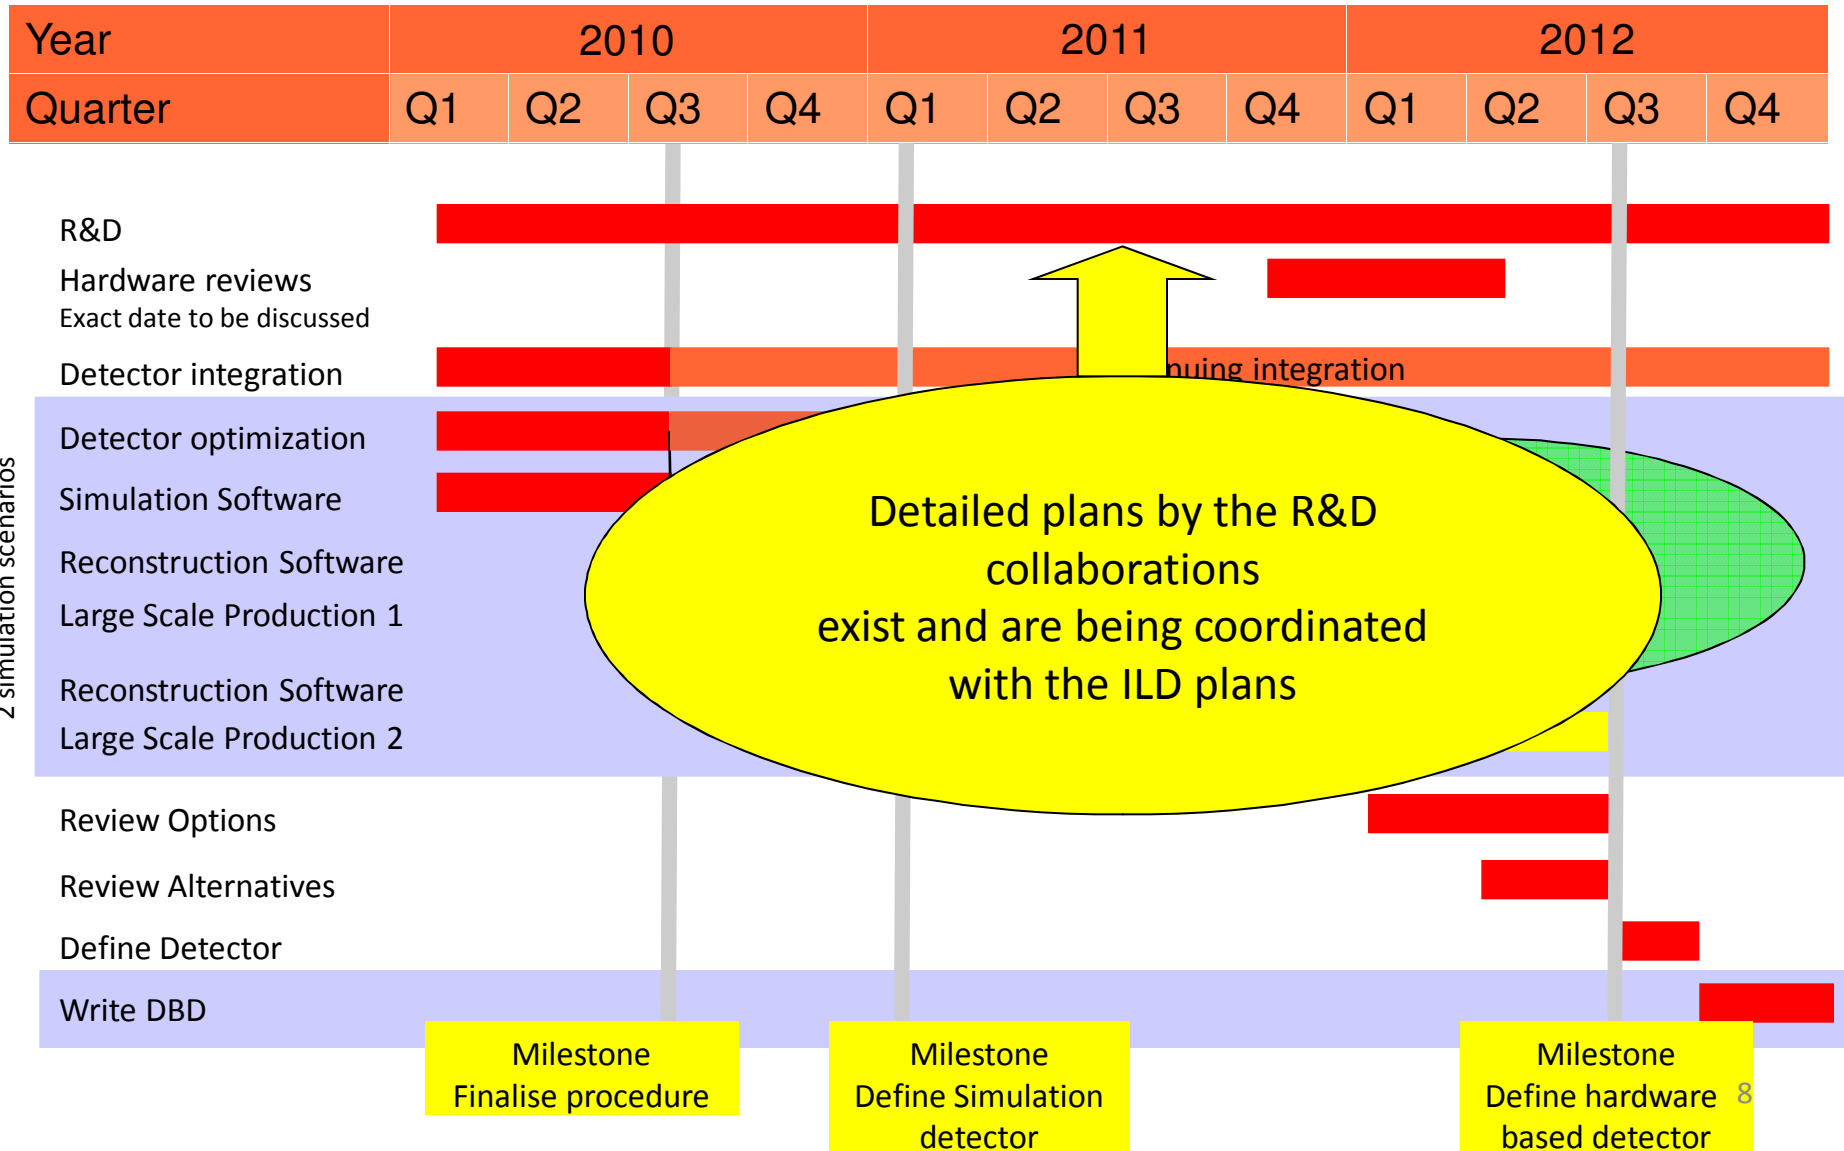 Year 2010 2011 2012
Quarter Q1 Q2 Q3 Q4 Q1 Q2 Q3 Q4 Q1 Q2 Q3 Q4
R&D
Hardware reviews
Exact date to be discussed
Detector integration
nuing integration
2 simulation scenarios
Detector optimization
Simulation Software
Reconstruction Software
Large Scale Production 1
Reconstruction Software
Large Scale Production 2
Detailed plans by the R&D
collaborations
exist and are being coordinated
with the ILD plans
Review Options
Review Alternatives
Define Detector
Write DBD
Milestone
Finalise procedure
Milestone
Define Simulation
detector
Milestone
Define hardware
based detector
8